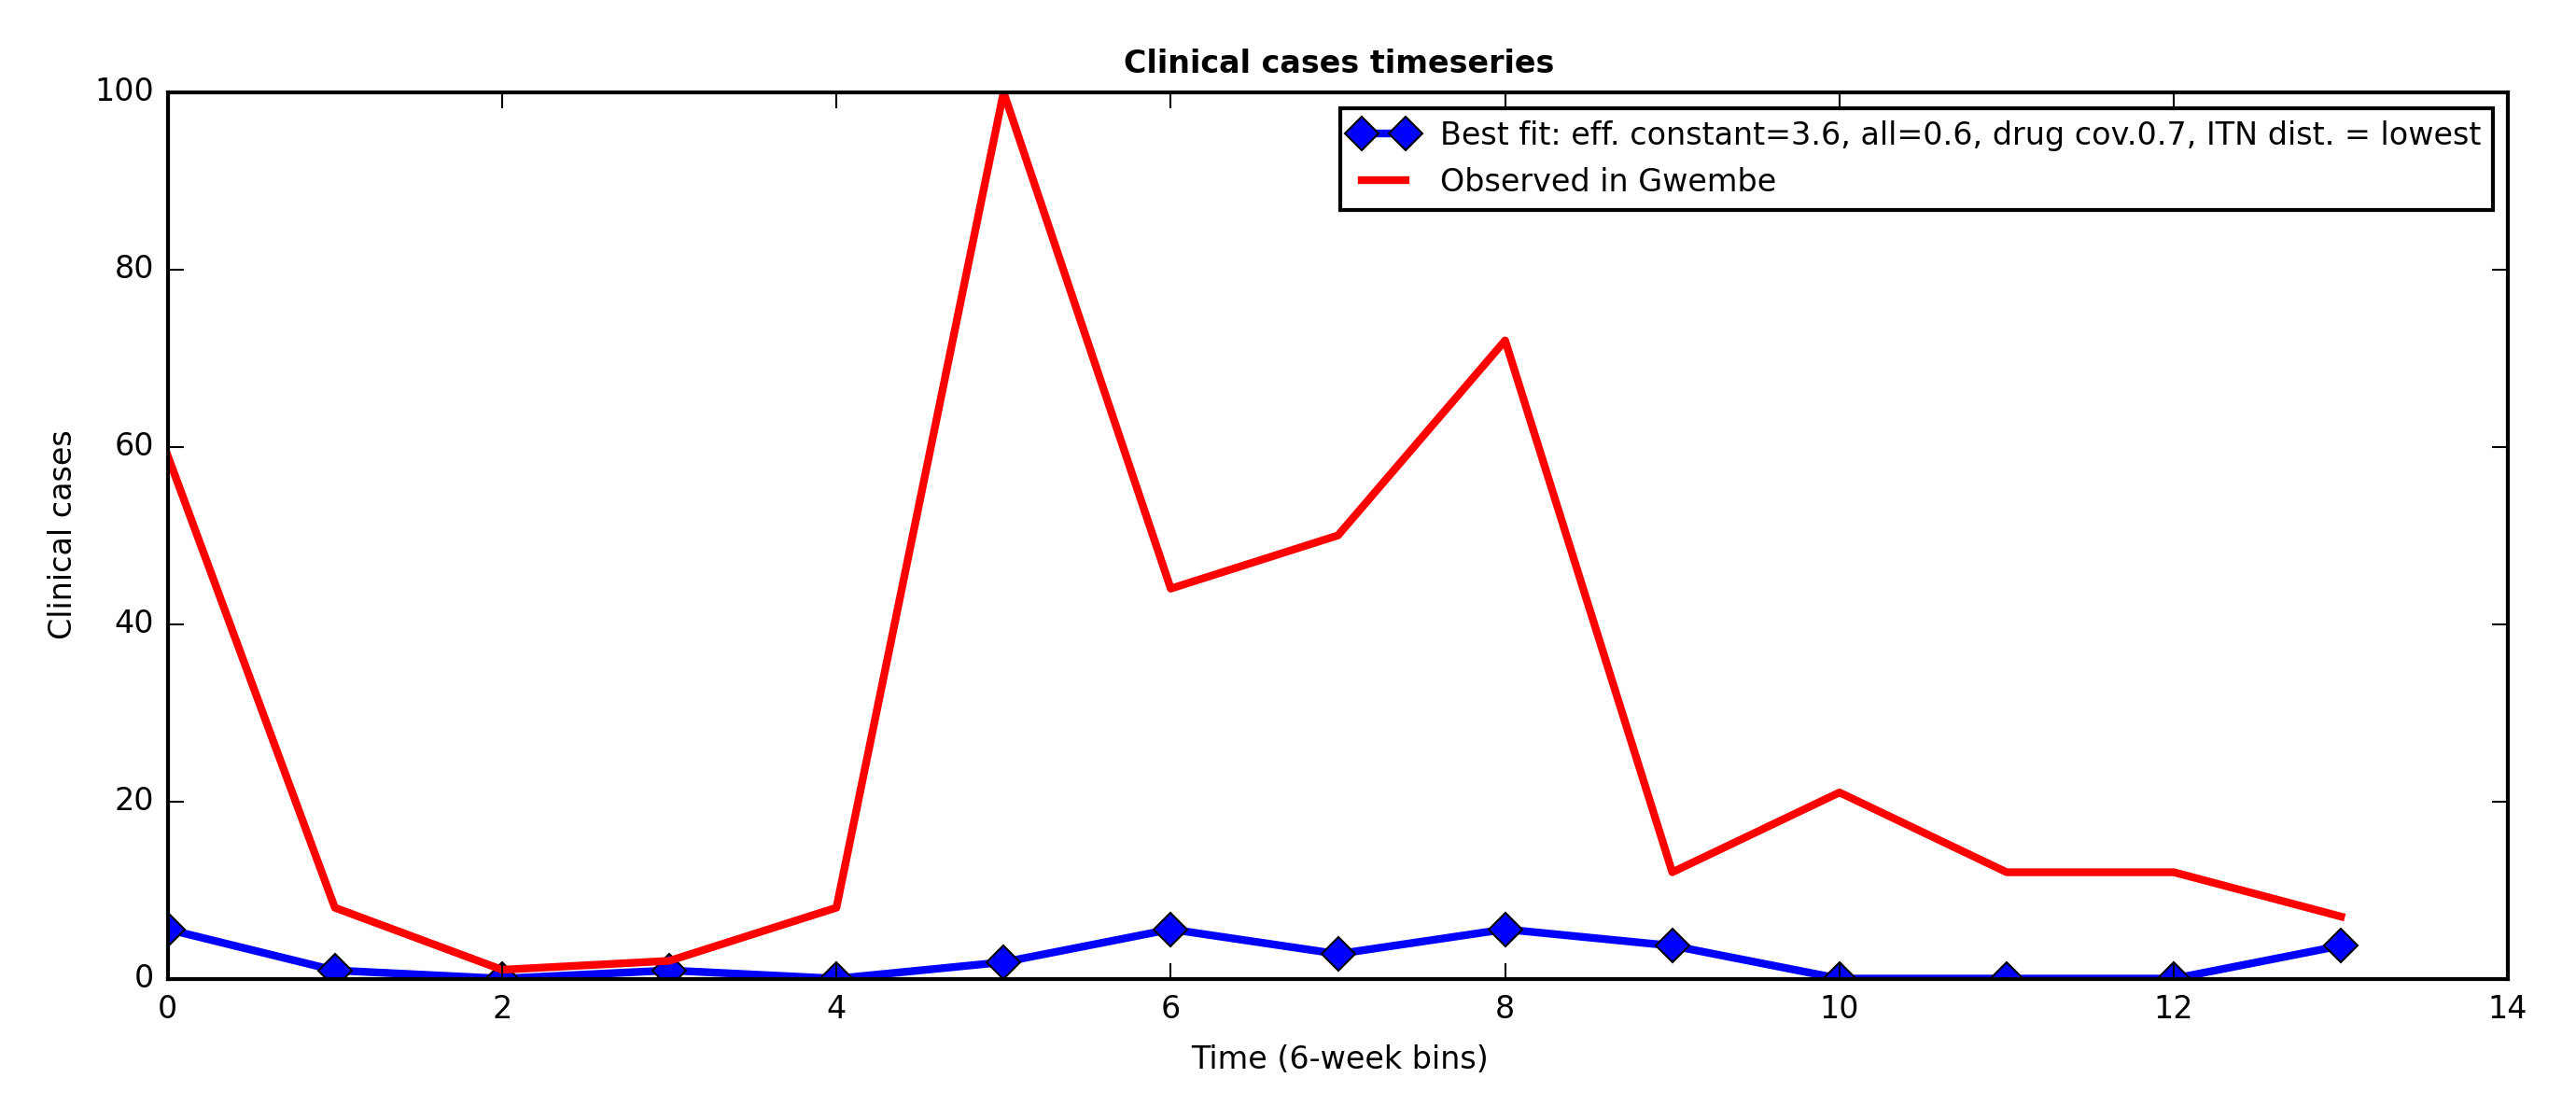 Clinical cases timeseries
Best fit: eff. constant=3.6, all=0.6, drug cov.0.7, ITN dist. = lowest
Observed in Gwembe
100
80
60
40
20
0
Clinical cases
0 2 4 6 8 10 12 14
Time (6-week bins)